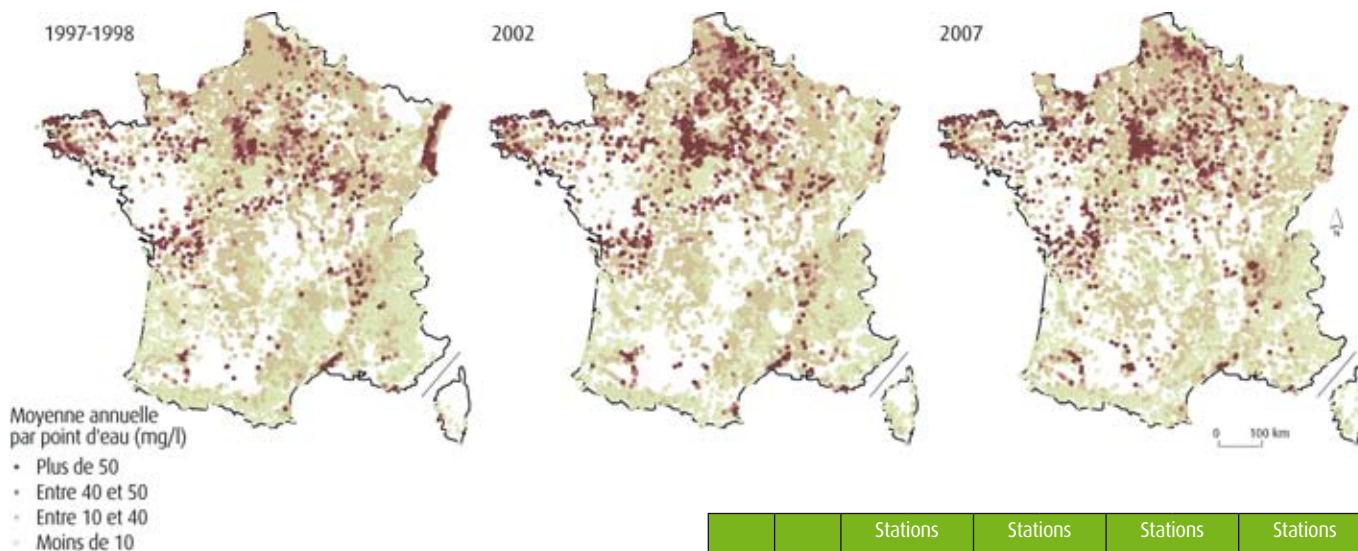 1997-1998
2002
2007
Moyenne annuelle
par point d'eau (mg/l)
Plus de 50
Entre 40 et 50
Entre 10 et 40
Moins de 10
0 100 km
N
Stations Stations Stations Stations